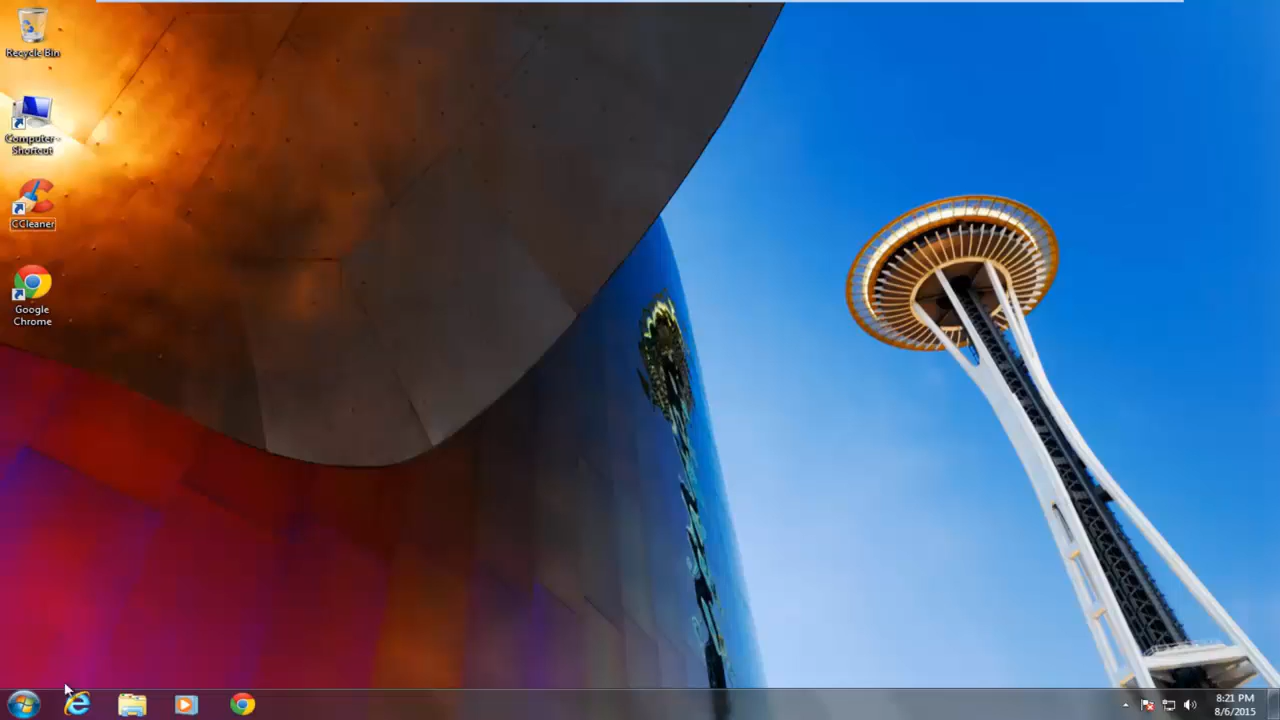 Recycle Bin
Computer -
Shortcut
CCleaner
Google
Chrome
8:21 PM
8/6/2015